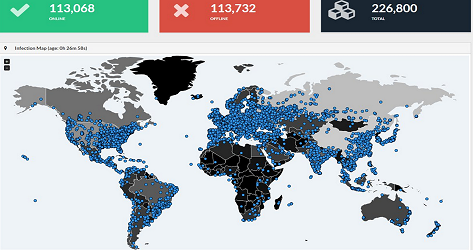 113,068
ONLINE
113,732
OFFLINE
226,800
TOTAL
Infection Map (age: 0h 26m 58s)
+
-